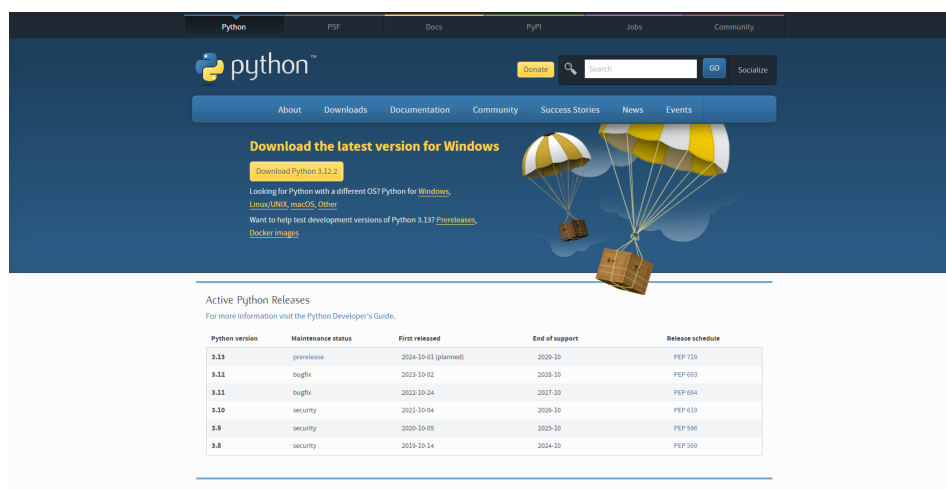 Python PSF Docs PyPI Jobs Community
python™
Donate Search GO Socialize
About Downloads Documentation Community Success Stories News Events
Download the latest version for Windows
Download Python 3.12.2
Looking for Python with a different OS? Python for Windows,
Linux/UNIX, macOS, Other
Want to help test development versions of Python 3.13? Prereleases,
Docker images
Active Python Releases
For more information visit the Python Developer's Guide.
Python version Maintenance status First released End of support Release schedule
3.13 prerelease 2024-10-01 (planned) 2029-10 PEP 719
3.12 bugfix 2023-10-02 2028-10 PEP 693
3.11 bugfix 2022-10-24 2027-10 PEP 664
3.10 security 2021-10-04 2026-10 PEP 619
3.9 security 2020-10-05 2025-10 PEP 596
3.8 security 2019-10-14 2024-10 PEP 569